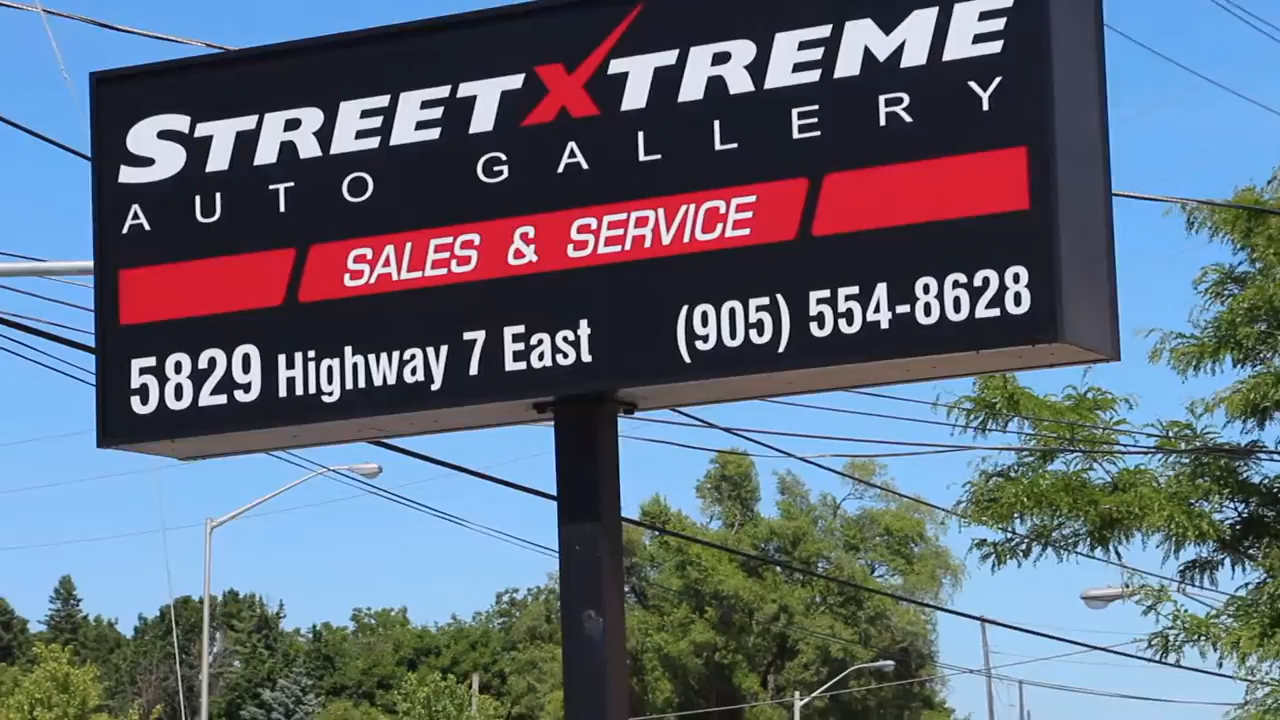 STREETXTREME
AUTO GALLERY
SALES & SERVICE
5829 Highway 7 East (905) 554-8628